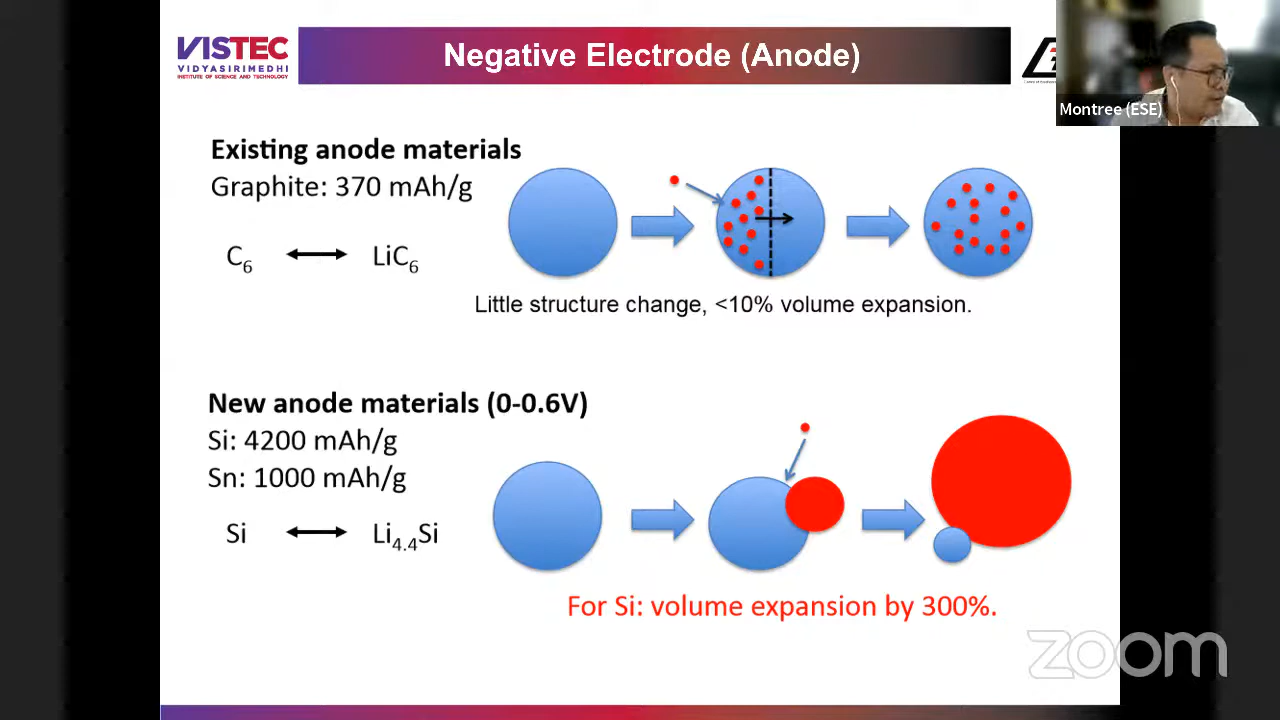 VISTEC
VIDYASIRIMEDHI
INSTITUTE OF SCIENCE AND TECHNOLOGY
Negative Electrode (Anode)
Montree (ESE)
Existing anode materials
Graphite: 370 mAh/g
C6 ⟷ LiC6
Little structure change, <10% volume expansion.
New anode materials (0-0.6V)
Si: 4200 mAh/g
Sn: 1000 mAh/g
Si ⟷ Li4.4Si
For Si: volume expansion by 300%.
zoom